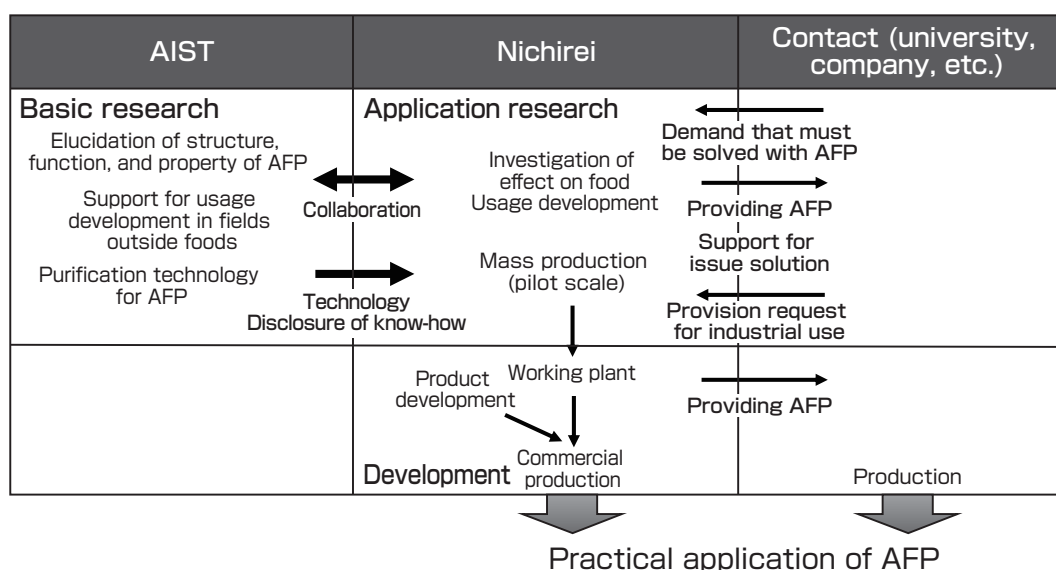 AIST
Nichirei
Contact (university,
company, etc.)
Basic research
Elucidation of structure,
function, and property of AFP
Support for usage
development in fields
outside foods
Purification technology
for AFP
Collaboration
Technology
Disclosure of know-how
Application research
Investigation of
effect on food
Usage development
Mass production
(pilot scale)
Demand that must
be solved with AFP
Providing AFP
Support for
issue solution
Provision request
for industrial use
Product
development
Working plant
Providing AFP
Development
Commercial
production
Production
Practical application of AFP